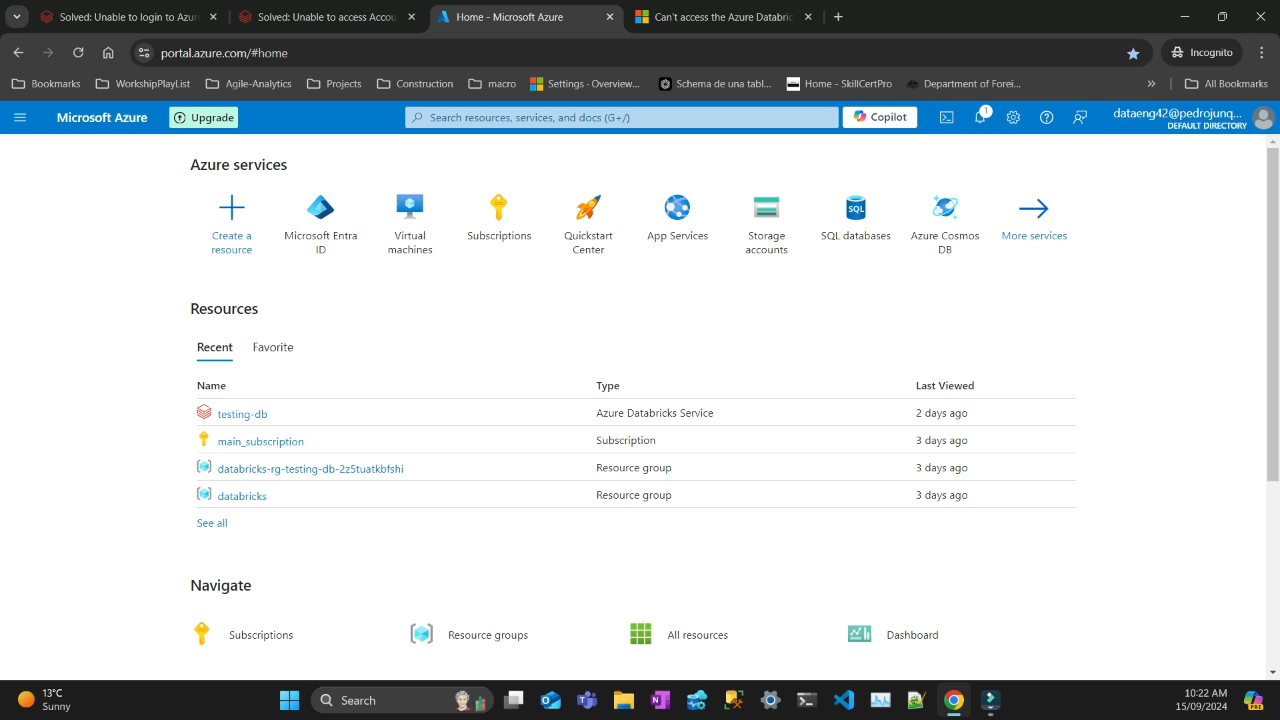 Solved: Unable to login to Azur
Solved: Unable to access Accou
Home - Microsoft Azure
Can't access the Azure Databric
portal.azure.com/#home
Incognito
Bookmarks
WorkshipPlayList
Agile-Analytics
Projects
Construction
macro
Settings - Overview...
Schema de una tabl...
Home - SkillCertPro
Department of Forei...
All Bookmarks
Microsoft Azure
Upgrade
Search resources, services, and docs (G+/)
Copilot
1
dataeng42@pedrojunq...
DEFAULT DIRECTORY
Azure services
Create a
resource
Microsoft Entra
ID
Virtual
machines
Subscriptions
Quickstart
Center
App Services
Storage
accounts
SQL
SQL databases
Azure Cosmos
DB
More services
Resources
Recent
Favorite
Name
Type
Last Viewed
testing-db
Azure Databricks Service
2 days ago
main_subscription
Subscription
3 days ago
databricks-rg-testing-db-2z5tuatkbfshi
Resource group
3 days ago
databricks
Resource group
3 days ago
See all
Navigate
Subscriptions
Resource groups
All resources
Dashboard
13°C
Sunny
Search
10:22 AM
15/09/2024